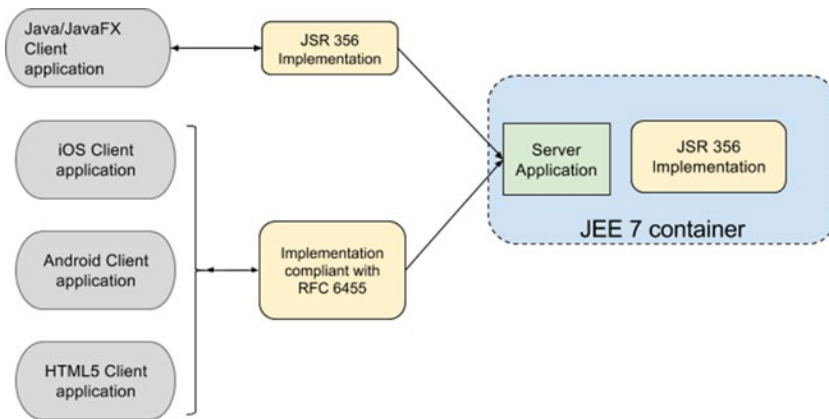 Java/JavaFX
Client
application
JSR 356
Implementation
iOS Client
application
Server
Application
JSR 356
Implementation
JEE 7 container
Android Client
application
Implementation
compliant with
RFC 6455
HTML5 Client
application